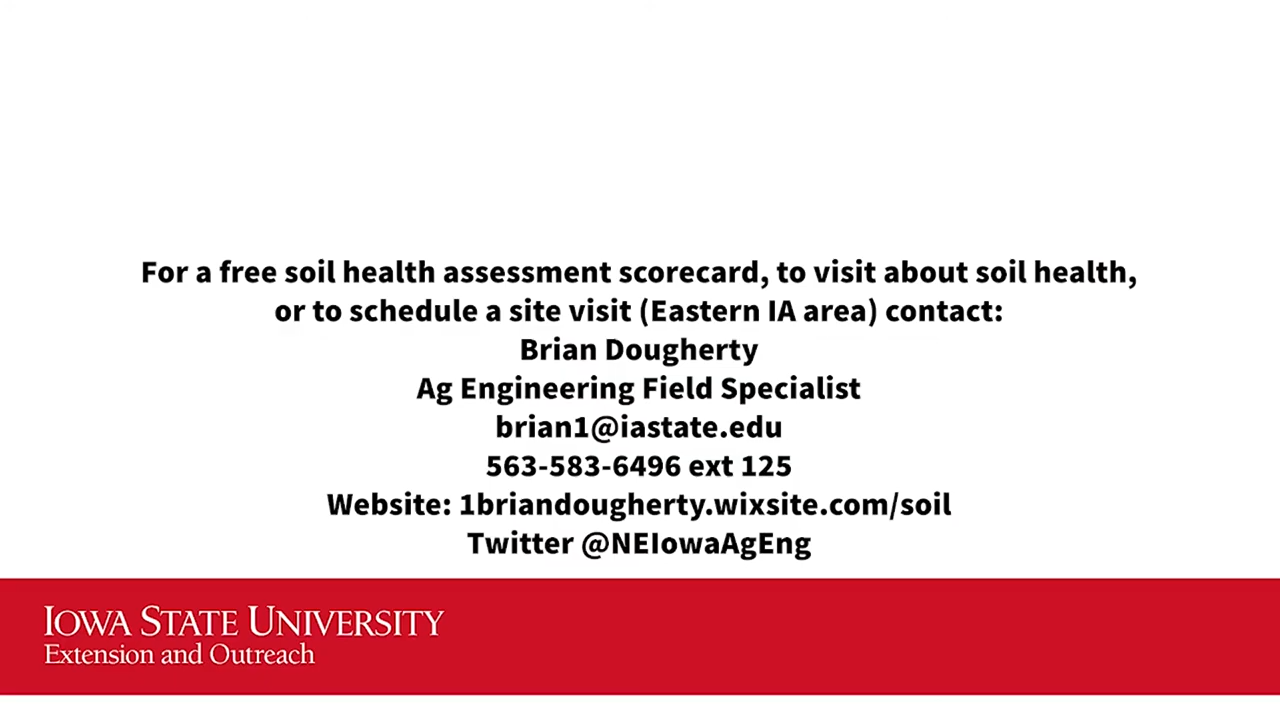 For a free soil health assessment scorecard, to visit about soil health,
or to schedule a site visit (Eastern IA area) contact:
Brian Dougherty
Ag Engineering Field Specialist
brian1@iastate.edu
563-583-6496 ext 125
Website: 1briandougherty.wixsite.com/soil
Twitter @NEIowaAgEng
IOWA STATE UNIVERSITY
Extension and Outreach